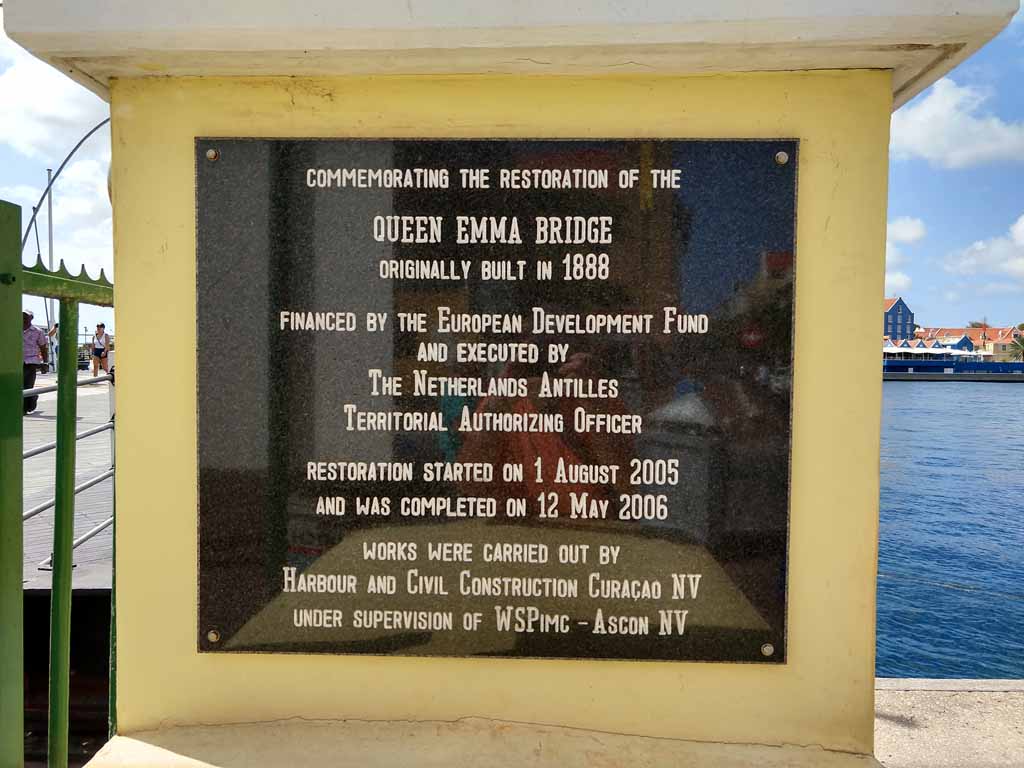 COMMEMORATING THE RESTORATION OF THE
QUEEN EMMA BRIDGE
ORIGINALLY BUILT IN 1888
FINANCED BY THE EUROPEAN DEVELOPMENT FUND
AND EXECUTED BY
THE NETHERLANDS ANTILLES
TERRITORIAL AUTHORIZING OFFICER
RESTORATION STARTED ON 1 AUGUST 2005
AND WAS COMPLETED ON 12 MAY 2006
WORKS WERE CARRIED OUT BY
HARBOUR AND CIVIL CONSTRUCTION CURAÇAO NV
UNDER SUPERVISION OF WSPIMC - ASCON NV